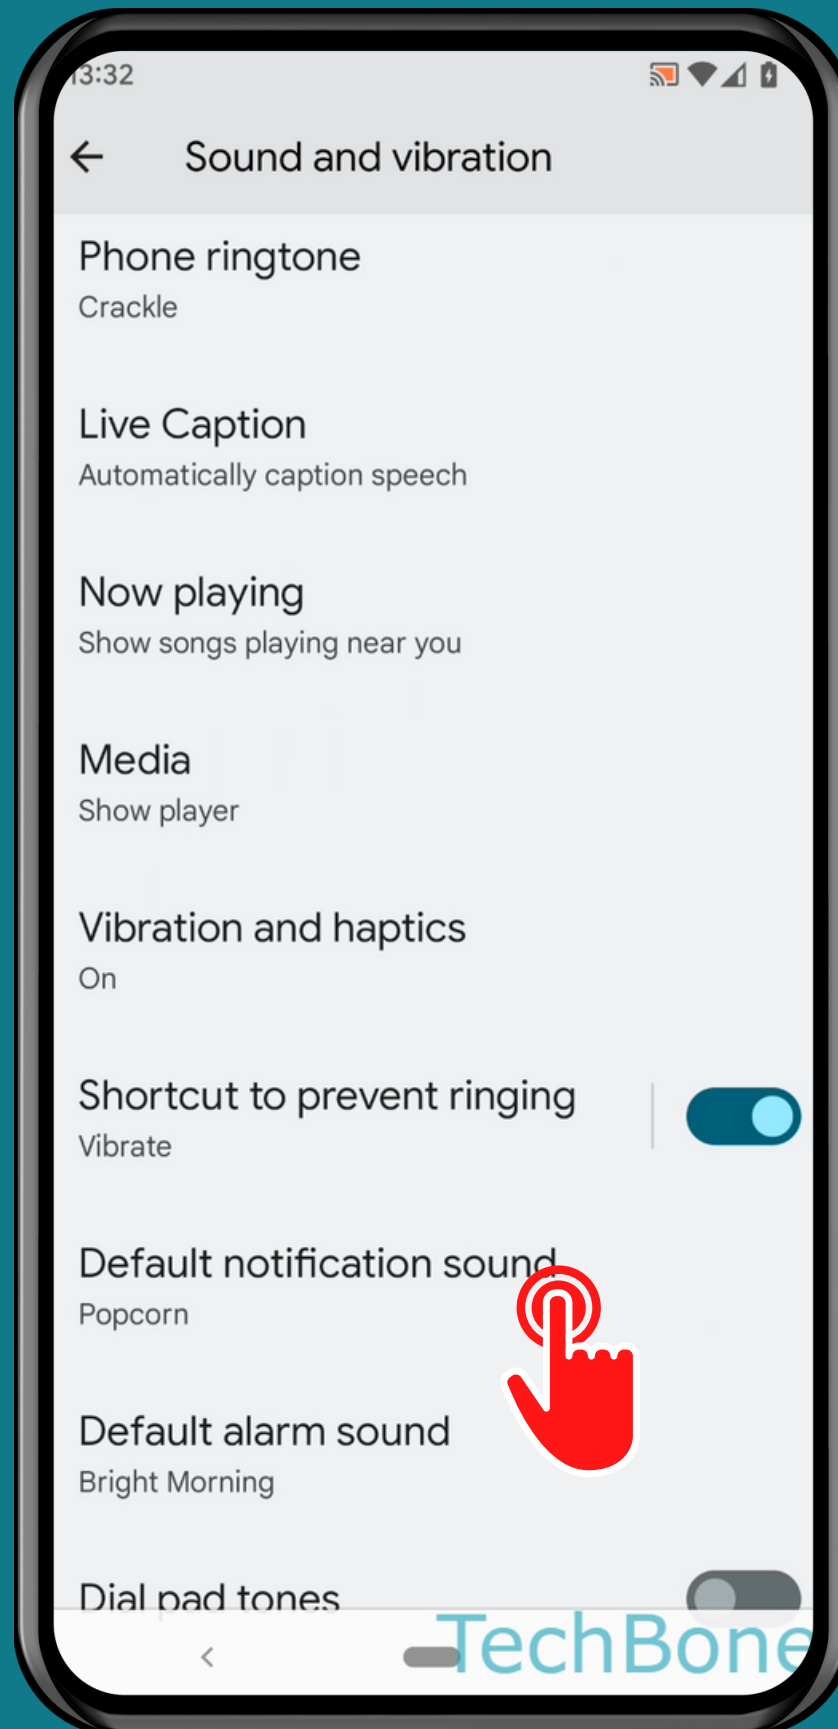 13:32
Sound and vibration
Phone ringtone
Crackle
Live Caption
Automatically caption speech
Now playing
Show songs playing near you
Media
Show player
Vibration and haptics
On
Shortcut to prevent ringing
Vibrate
Default notification sound
Popcorn
Default alarm sound
Bright Morning
Dial pad tones
TechBone